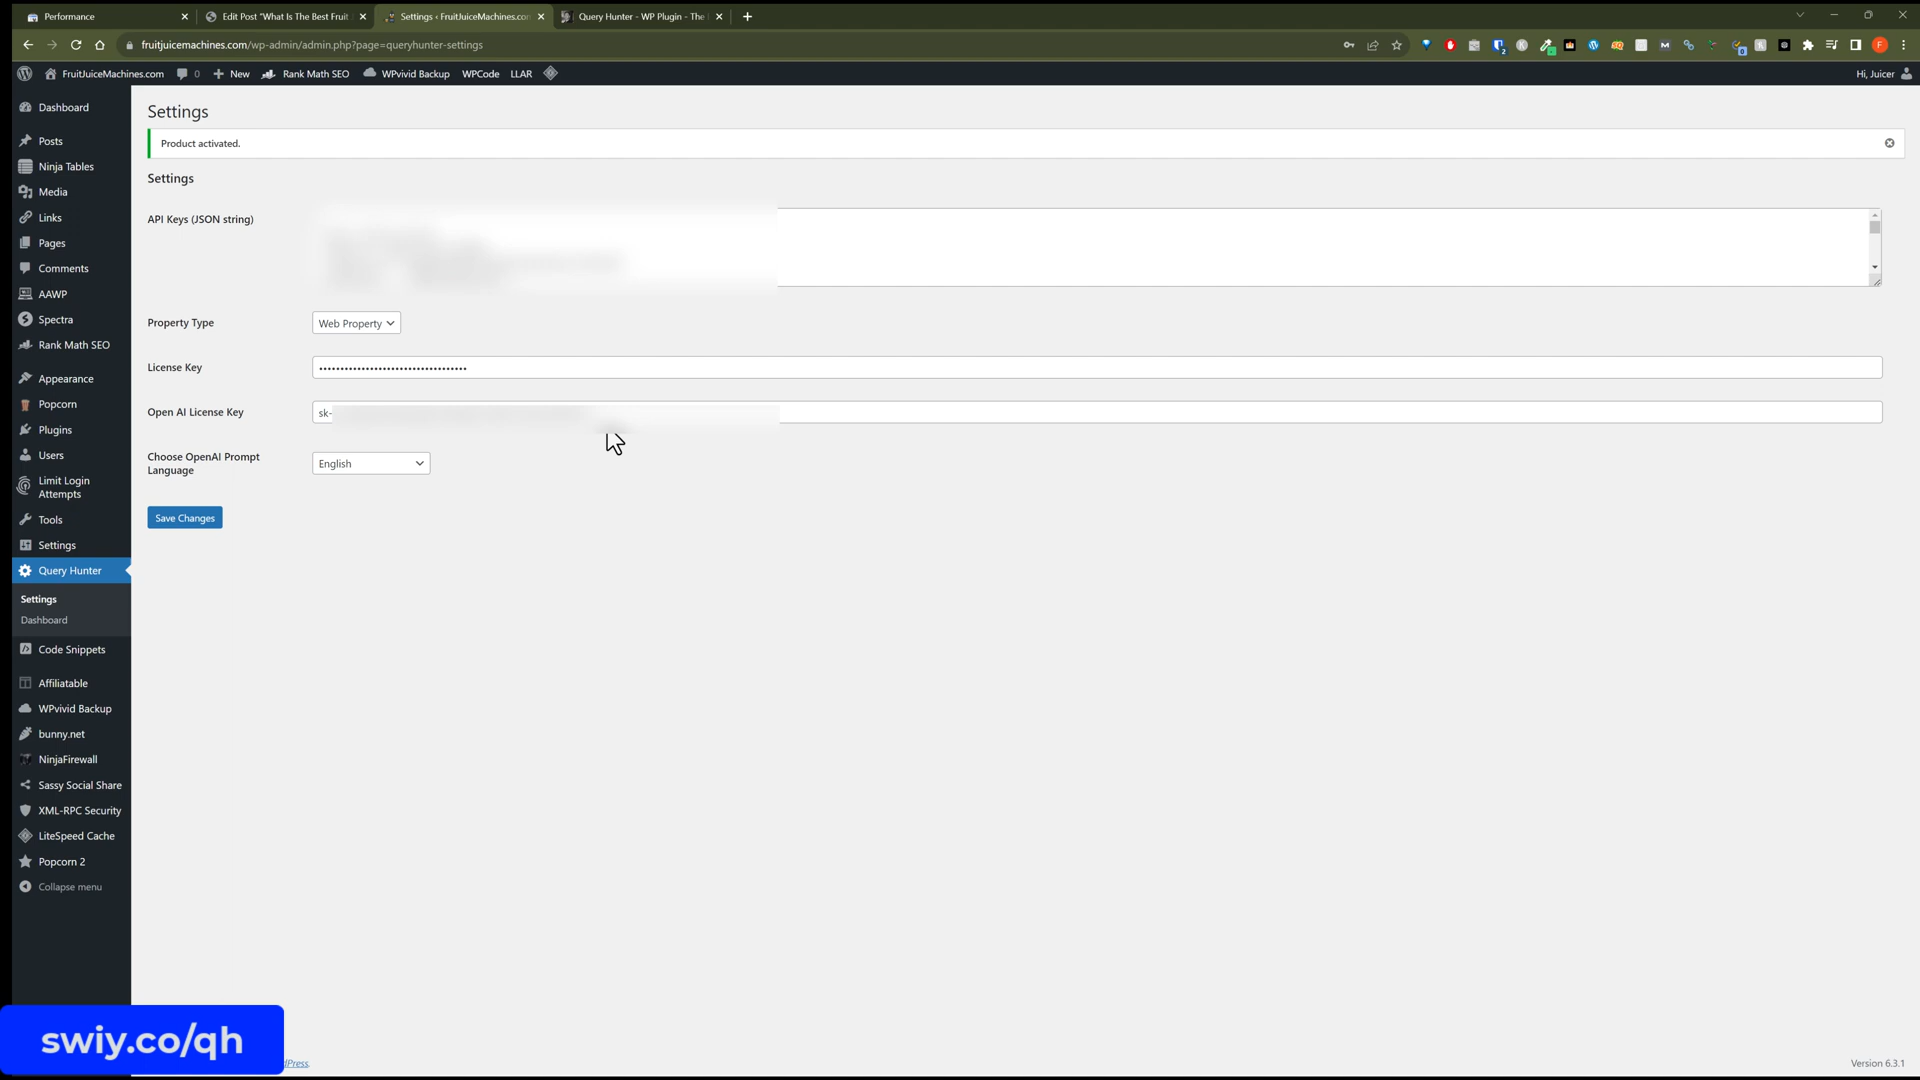 Performance
Edit Post "What Is The Best Fruit
Settings ‹ FruitJuiceMachines.con
Query Hunter - WP Plugin - The
fruitjuicemachines.com/wp-admin/admin.php?page=queryhunter-settings
FruitJuiceMachines.com
0
New
Rank Math SEO
WPvivid Backup
WPCode
LLAR
Hi, Juicer
Dashboard
Posts
Ninja Tables
Media
Links
Pages
Comments
AAWP
Spectra
Rank Math SEO
Appearance
Popcorn
Plugins
Users
Limit Login
Attempts
Tools
Settings
Query Hunter
Settings
Dashboard
Code Snippets
Affiliatable
WPvivid Backup
bunny.net
NinjaFirewall
Sassy Social Share
XML-RPC Security
LiteSpeed Cache
Popcorn 2
Collapse menu
Settings
Product activated.
Settings
API Keys (JSON string)
Property Type
Web Property
License Key
•••••••••••••••••••••••••••••••••••
Open AI License Key
sk-
Choose OpenAI Prompt
Language
English
Save Changes
swiy.co/qh
dPress.
Version 6.3.1